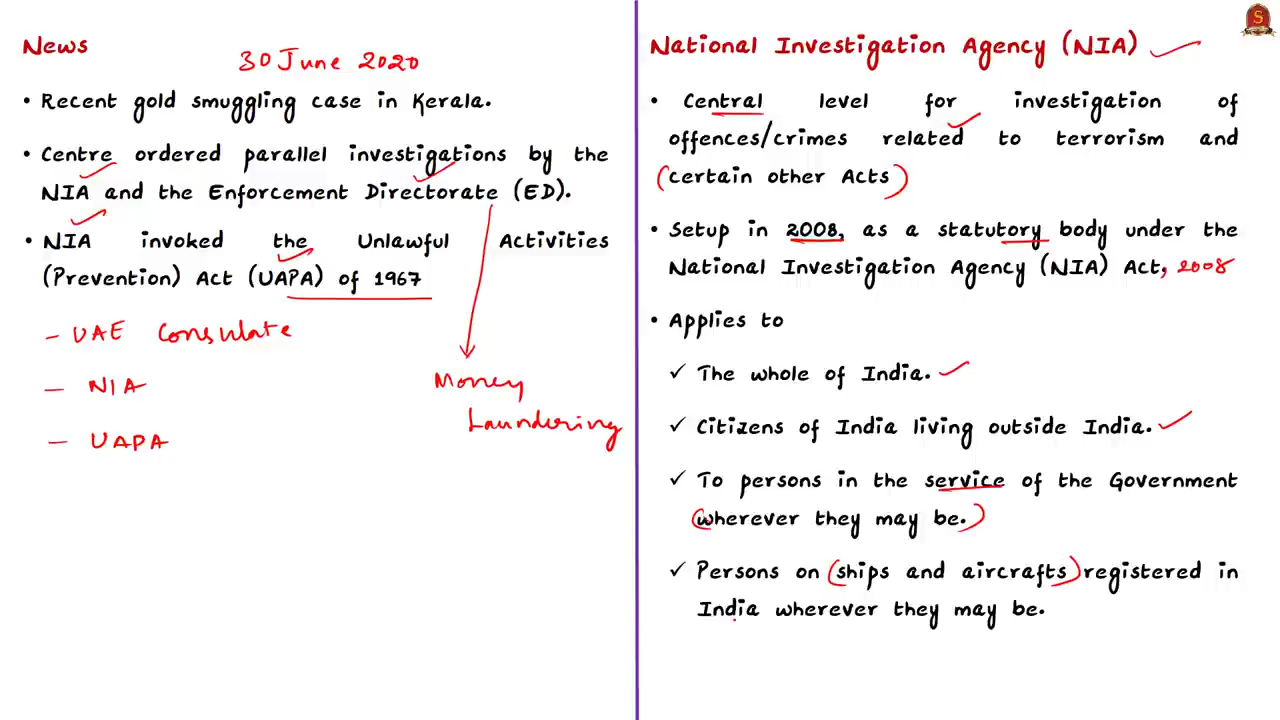 News
30 June 2020
• Recent gold smuggling case in Kerala.
• Centre ordered parallel investigations by the
NIA and the Enforcement Directorate (ED).
• NIA invoked the Unlawful Activities
(Prevention) Act (UAPA) of 1967
- UAE Consulate
- NIA
- UAPA
Money
Laundering
National Investigation Agency (NIA)
• Central level for investigation of
offences/crimes related to terrorism and
(certain other Acts)
• Setup in 2008, as a statutory body under the
National Investigation Agency (NIA) Act, 2008
• Applies to
✓ The whole of India.
✓ Citizens of India living outside India.
✓ To persons in the service of the Government
(wherever they may be.)
✓ Persons on (ships and aircrafts) registered in
India wherever they may be.
S